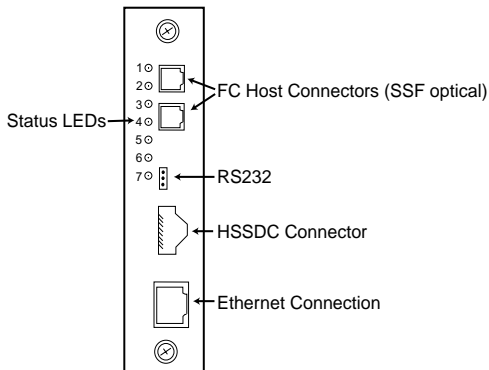 1
2
FC Host Connectors (SSF optical)
3
Status LEDs
4
5
6
7
RS232
HSSDC Connector
Ethernet Connection